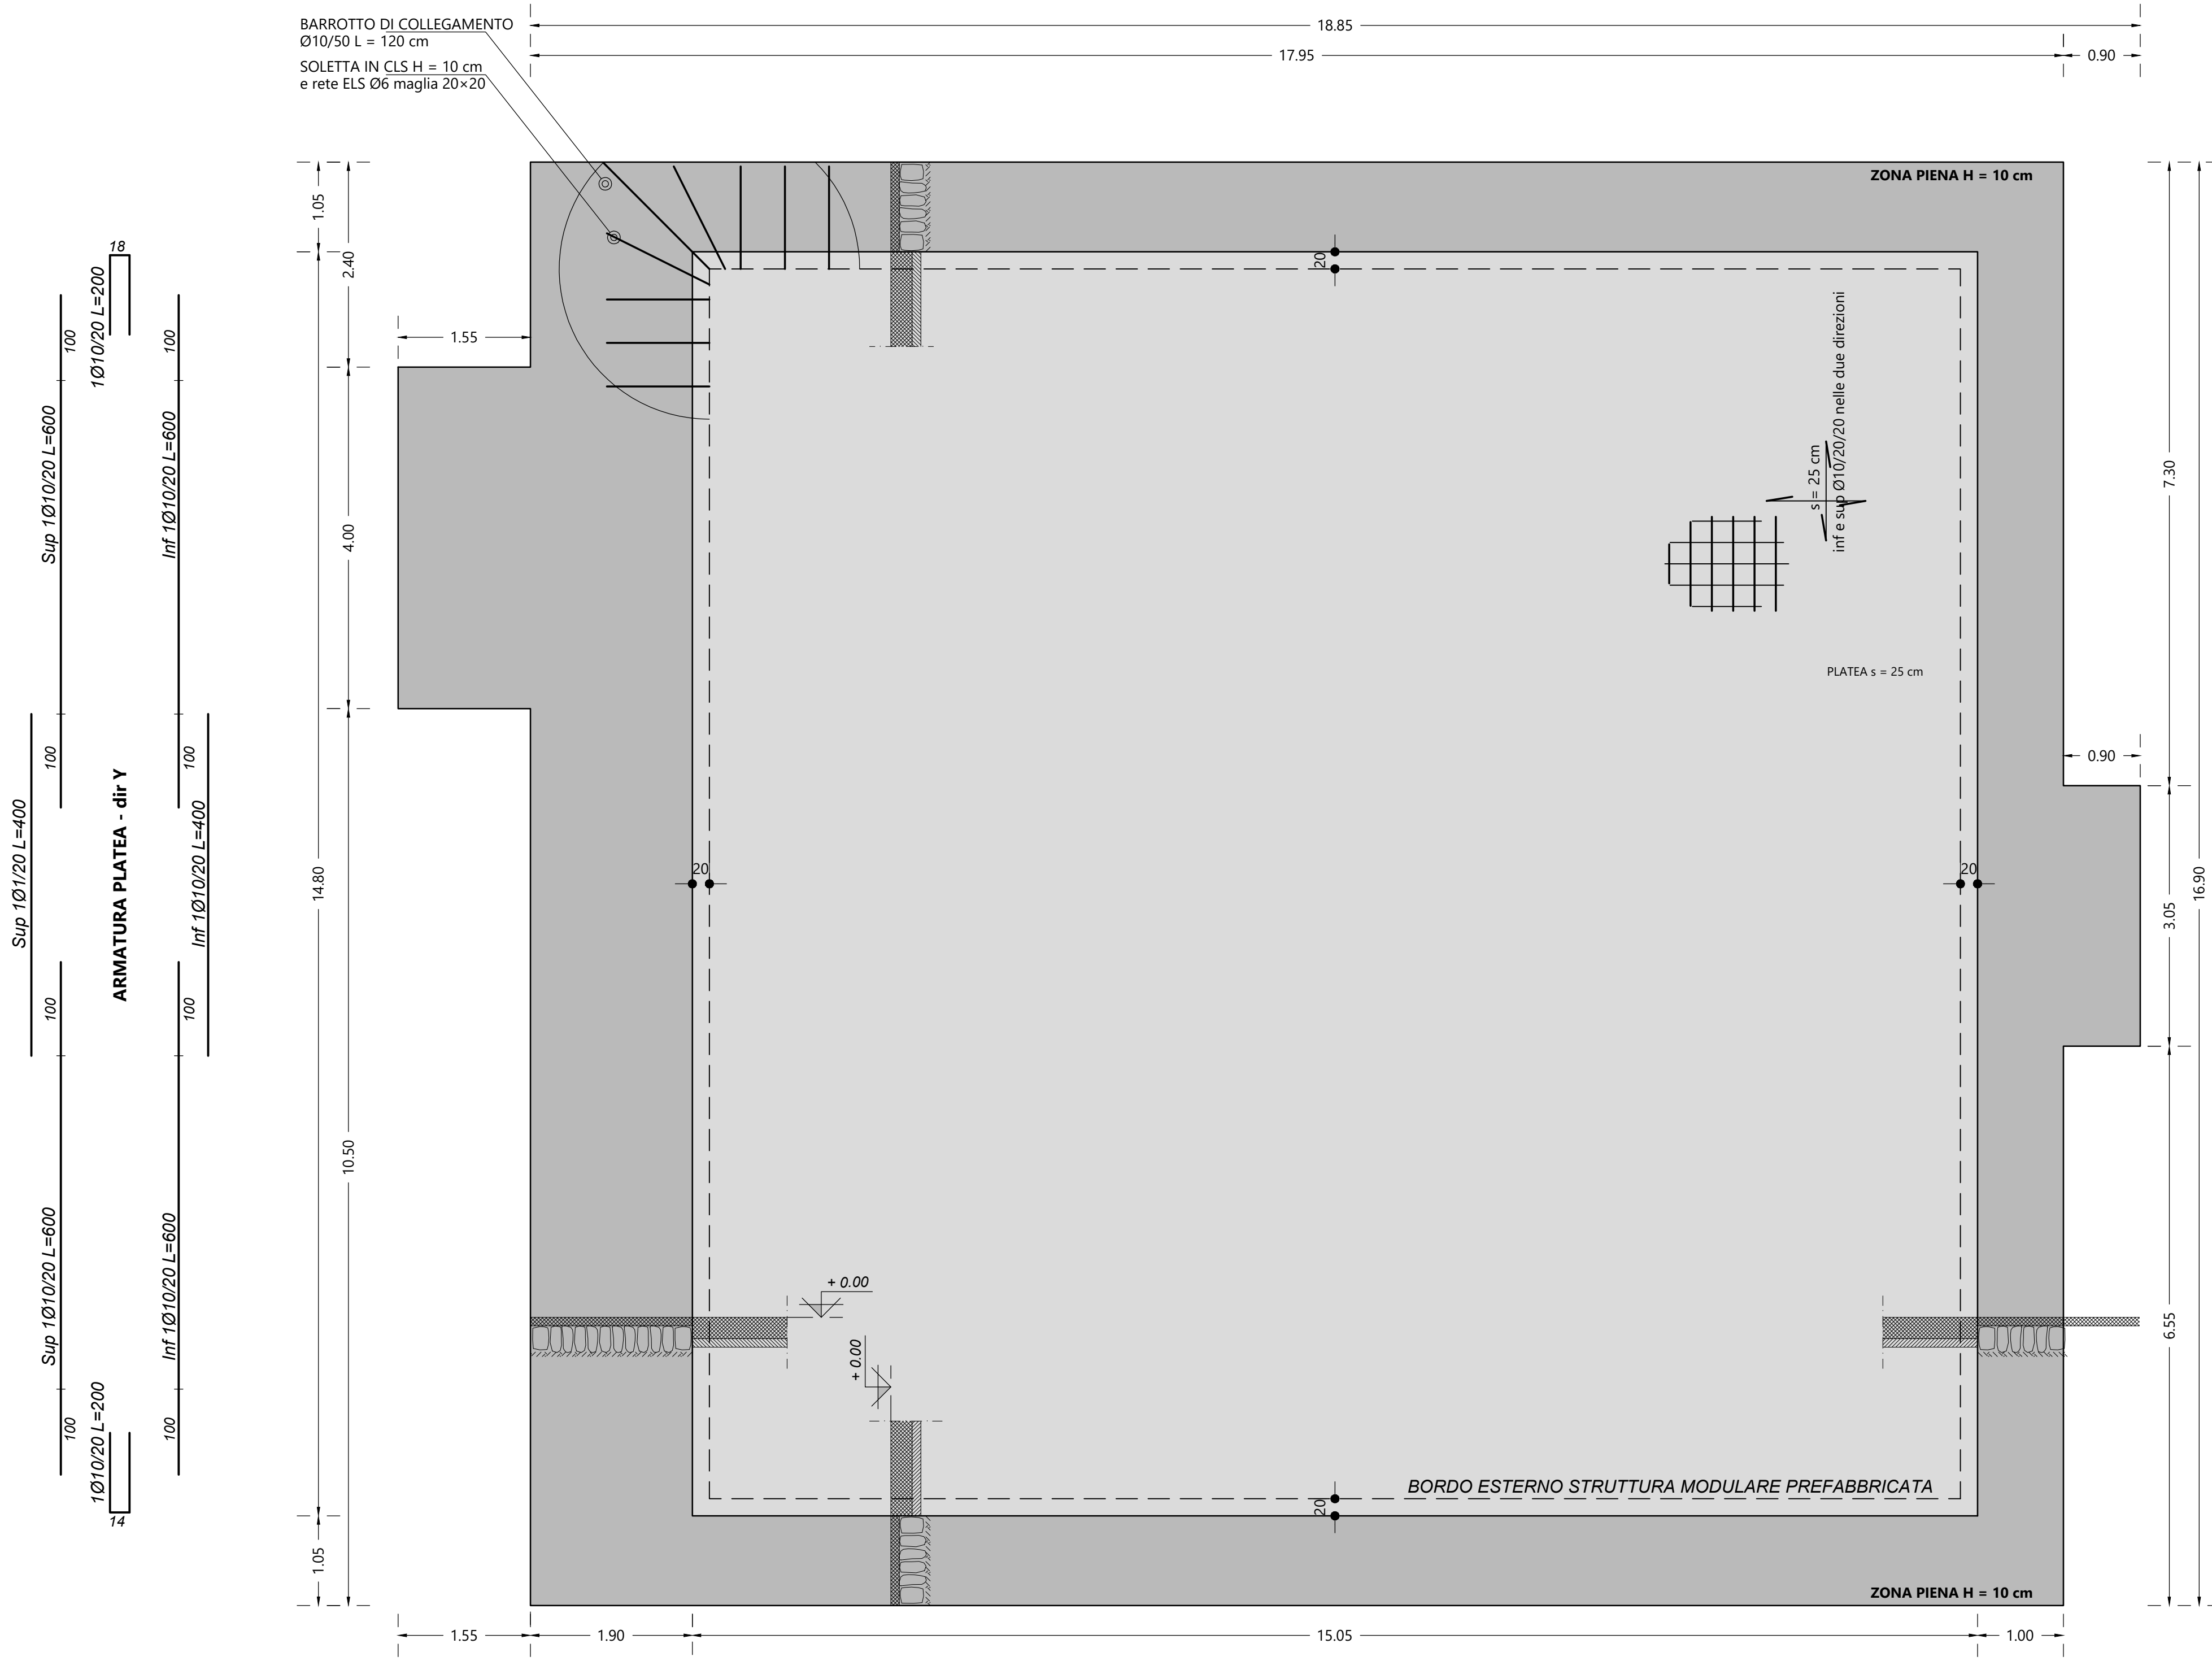 BARROTTO DI COLLEGAMENTO
Ø10/50 L = 120 cm
SOLETTA IN CLS H = 10 cm
e rete ELS Ø6 maglia 20×20
18.85
17.95
0.90
ZONA PIENA H = 10 cm
1.05
2.40
1.55
4.00
14.80
10.50
1.05
18
1Ø10/20 L=200
100
100
Sup 1Ø10/20 L=600
Inf 1Ø10/20 L=600
100
100
Sup 1Ø1/20 L=400
ARMATURA PLATEA - dir Y
Inf 1Ø10/20 L=400
100
100
Sup 1Ø10/20 L=600
Inf 1Ø10/20 L=600
1Ø10/20 L=200
100
100
14
20
s = 25 cm
inf e sup Ø10/20/20 nelle due direzioni
PLATEA s = 25 cm
20
20
7.30
0.90
3.05
16.90
6.55
+ 0.00
+ 0.00
BORDO ESTERNO STRUTTURA MODULARE PREFABBRICATA
20
ZONA PIENA H = 10 cm
1.55
1.90
15.05
1.00